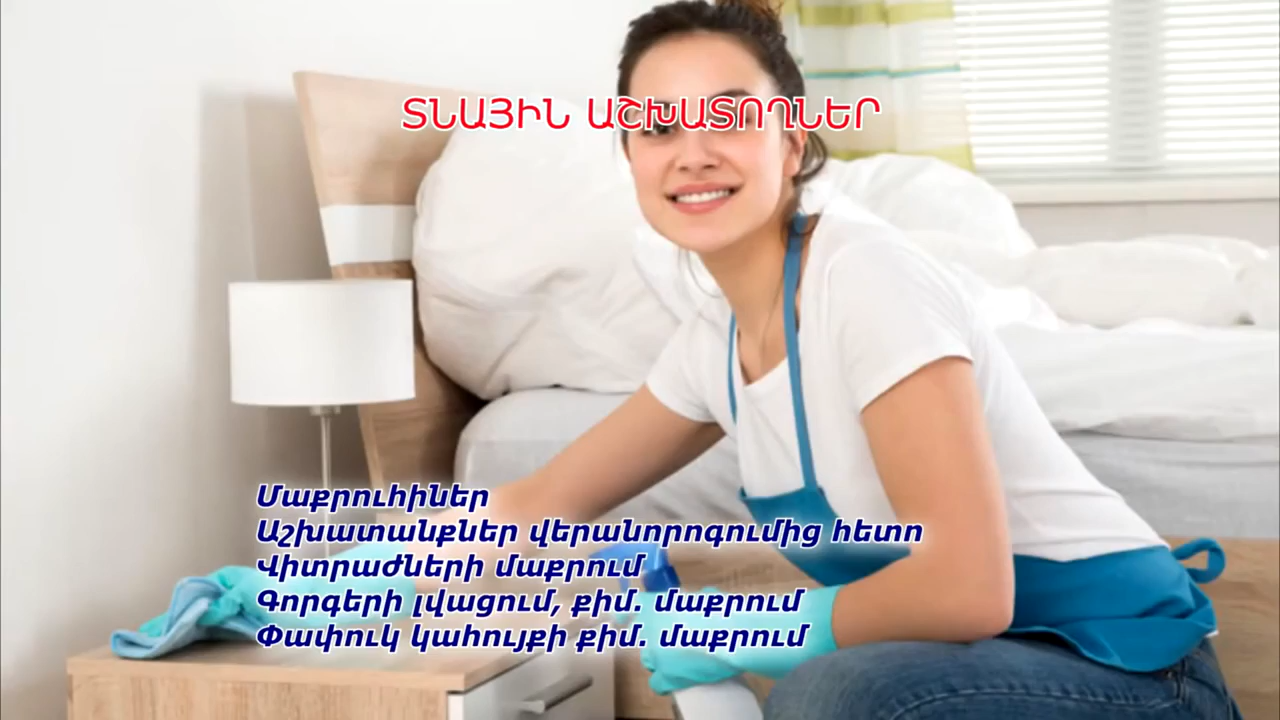 ՏՆԱՅԻՆ ԱՇԽԱՏՈՂՆԵՐ
Մաքրուհիներ
Աշխատանքներ վերանորոգումից հետո
Վիտրաժների մաքրում
Գորգերի լվացում, քիմ. մաքրում
Փափուկ կահույքի քիմ. մաքրում